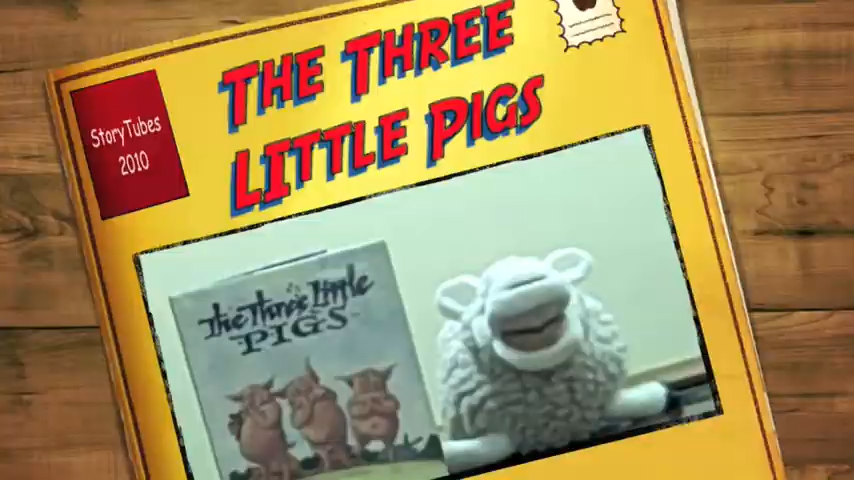 THE THREE
LITTLE PIGS
StoryTubes
2010
The Three Little
PIGS